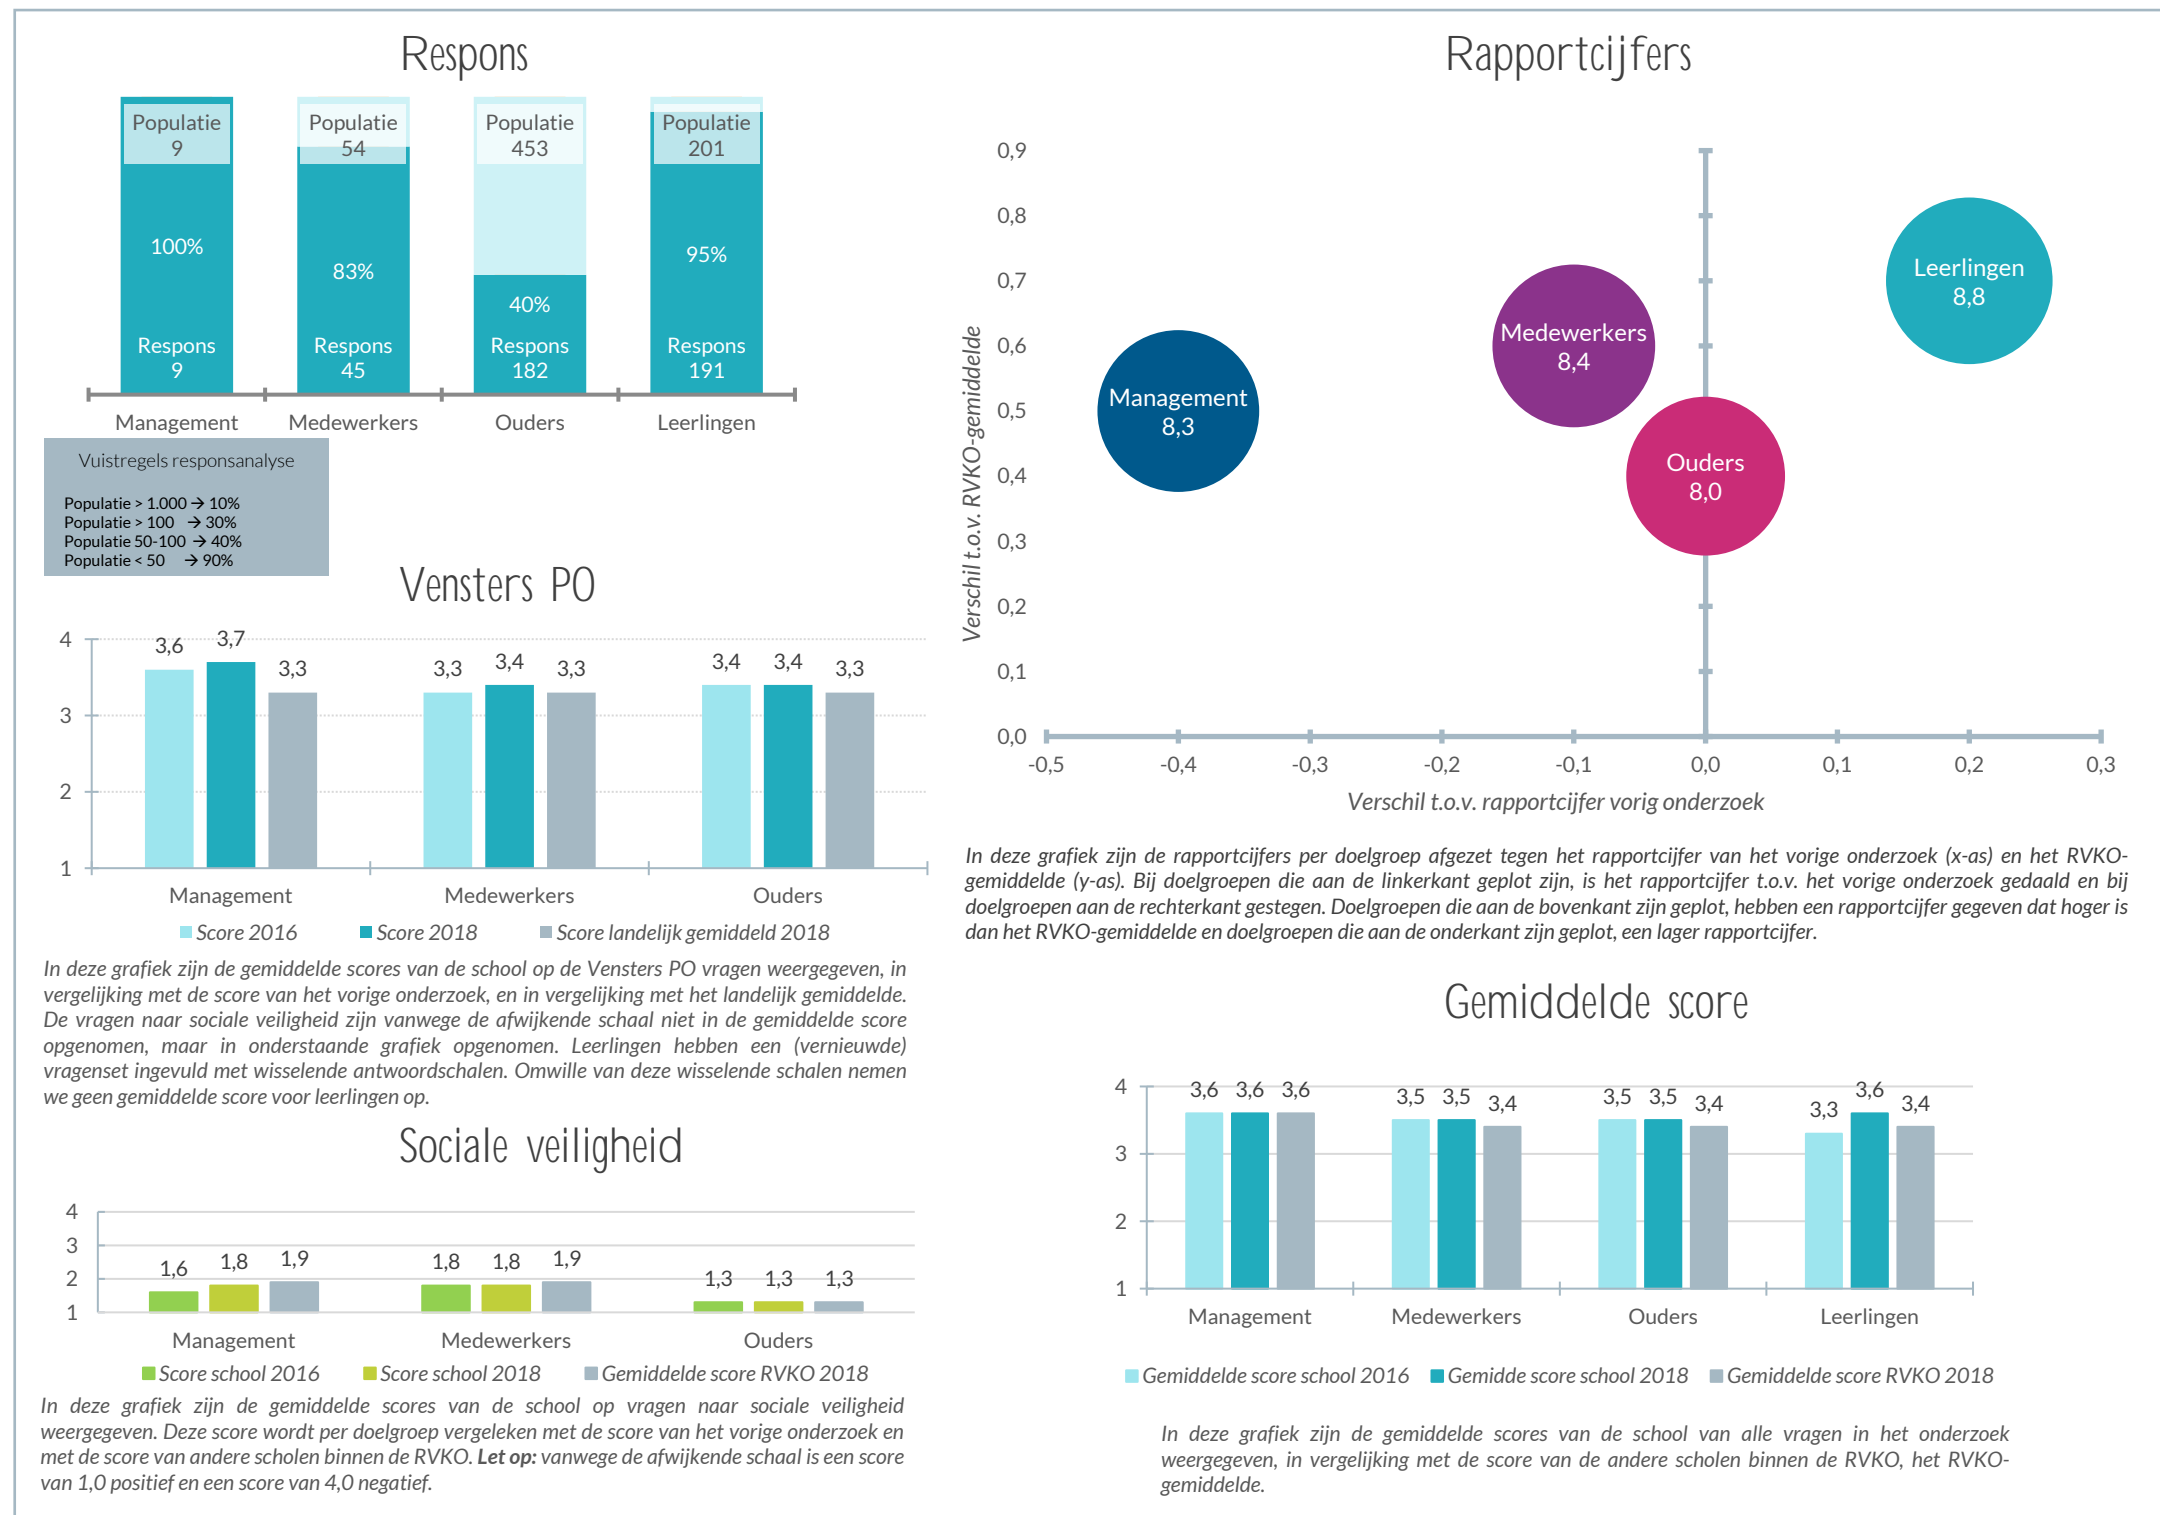 Respons
Populatie
9
Populatie
54
Populatie
453
Populatie
201
100%
83%
40%
95%
Respons
9
Respons
45
Respons
182
Respons
191
Management
Medewerkers
Ouders
Leerlingen
Vuistregels responsanalyse
Populatie > 1.000 → 10%
Populatie > 100 → 30%
Populatie 50-100 → 40%
Populatie < 50 → 90%
Vensters PO
4
3
2
1
3,6
3,7
3,3
3,3
3,4
3,3
3,4
3,4
3,3
Management
Medewerkers
Ouders
Score 2016
Score 2018
Score landelijk gemiddeld 2018
In deze grafiek zijn de gemiddelde scores van de school op de Vensters PO vragen weergegeven, in
vergelijking met de score van het vorige onderzoek, en in vergelijking met het landelijk gemiddelde.
De vragen naar sociale veiligheid zijn vanwege de afwijkende schaal niet in de gemiddelde score
opgenomen, maar in onderstaande grafiek opgenomen. Leerlingen hebben een (vernieuwde)
vragenset ingevuld met wisselende antwoordschalen. Omwille van deze wisselende schalen nemen
we geen gemiddelde score voor leerlingen op.
Sociale veiligheid
4
3
2
1
1,6
1,8
1,9
1,8
1,8
1,9
1,3
1,3
1,3
Management
Medewerkers
Ouders
Score school 2016
Score school 2018
Gemiddelde score RVKO 2018
In deze grafiek zijn de gemiddelde scores van de school op vragen naar sociale veiligheid
weergegeven. Deze score wordt per doelgroep vergeleken met de score van het vorige onderzoek en
met de score van andere scholen binnen de RVKO. Let op: vanwege de afwijkende schaal is een score
van 1,0 positief en een score van 4,0 negatief.
Rapportcijfers
Verschil t.o.v. RVKO-gemiddelde
0,9
0,8
0,7
0,6
0,5
0,4
0,3
0,2
0,1
0,0
Leerlingen
8,8
Medewerkers
8,4
Management
8,3
Ouders
8,0
-0,5
-0,4
-0,3
-0,2
-0,1
0,0
0,1
0,2
0,3
Verschil t.o.v. rapportcijfer vorig onderzoek
In deze grafiek zijn de rapportcijfers per doelgroep afgezet tegen het rapportcijfer van het vorige onderzoek (x-as) en het RVKO-
gemiddelde (y-as). Bij doelgroepen die aan de linkerkant geplot zijn, is het rapportcijfer t.o.v. het vorige onderzoek gedaald en bij
doelgroepen aan de rechterkant gestegen. Doelgroepen die aan de bovenkant zijn geplot, hebben een rapportcijfer gegeven dat hoger is
dan het RVKO-gemiddelde en doelgroepen die aan de onderkant zijn geplot, een lager rapportcijfer.
Gemiddelde score
4
3
2
1
3,6
3,6
3,6
3,5
3,5
3,4
3,5
3,5
3,4
3,3
3,6
3,4
Management
Medewerkers
Ouders
Leerlingen
Gemiddelde score school 2016
Gemidde score school 2018
Gemiddelde score RVKO 2018
In deze grafiek zijn de gemiddelde scores van de school van alle vragen in het onderzoek
weergegeven, in vergelijking met de score van de andere scholen binnen de RVKO, het RVKO-
gemiddelde.